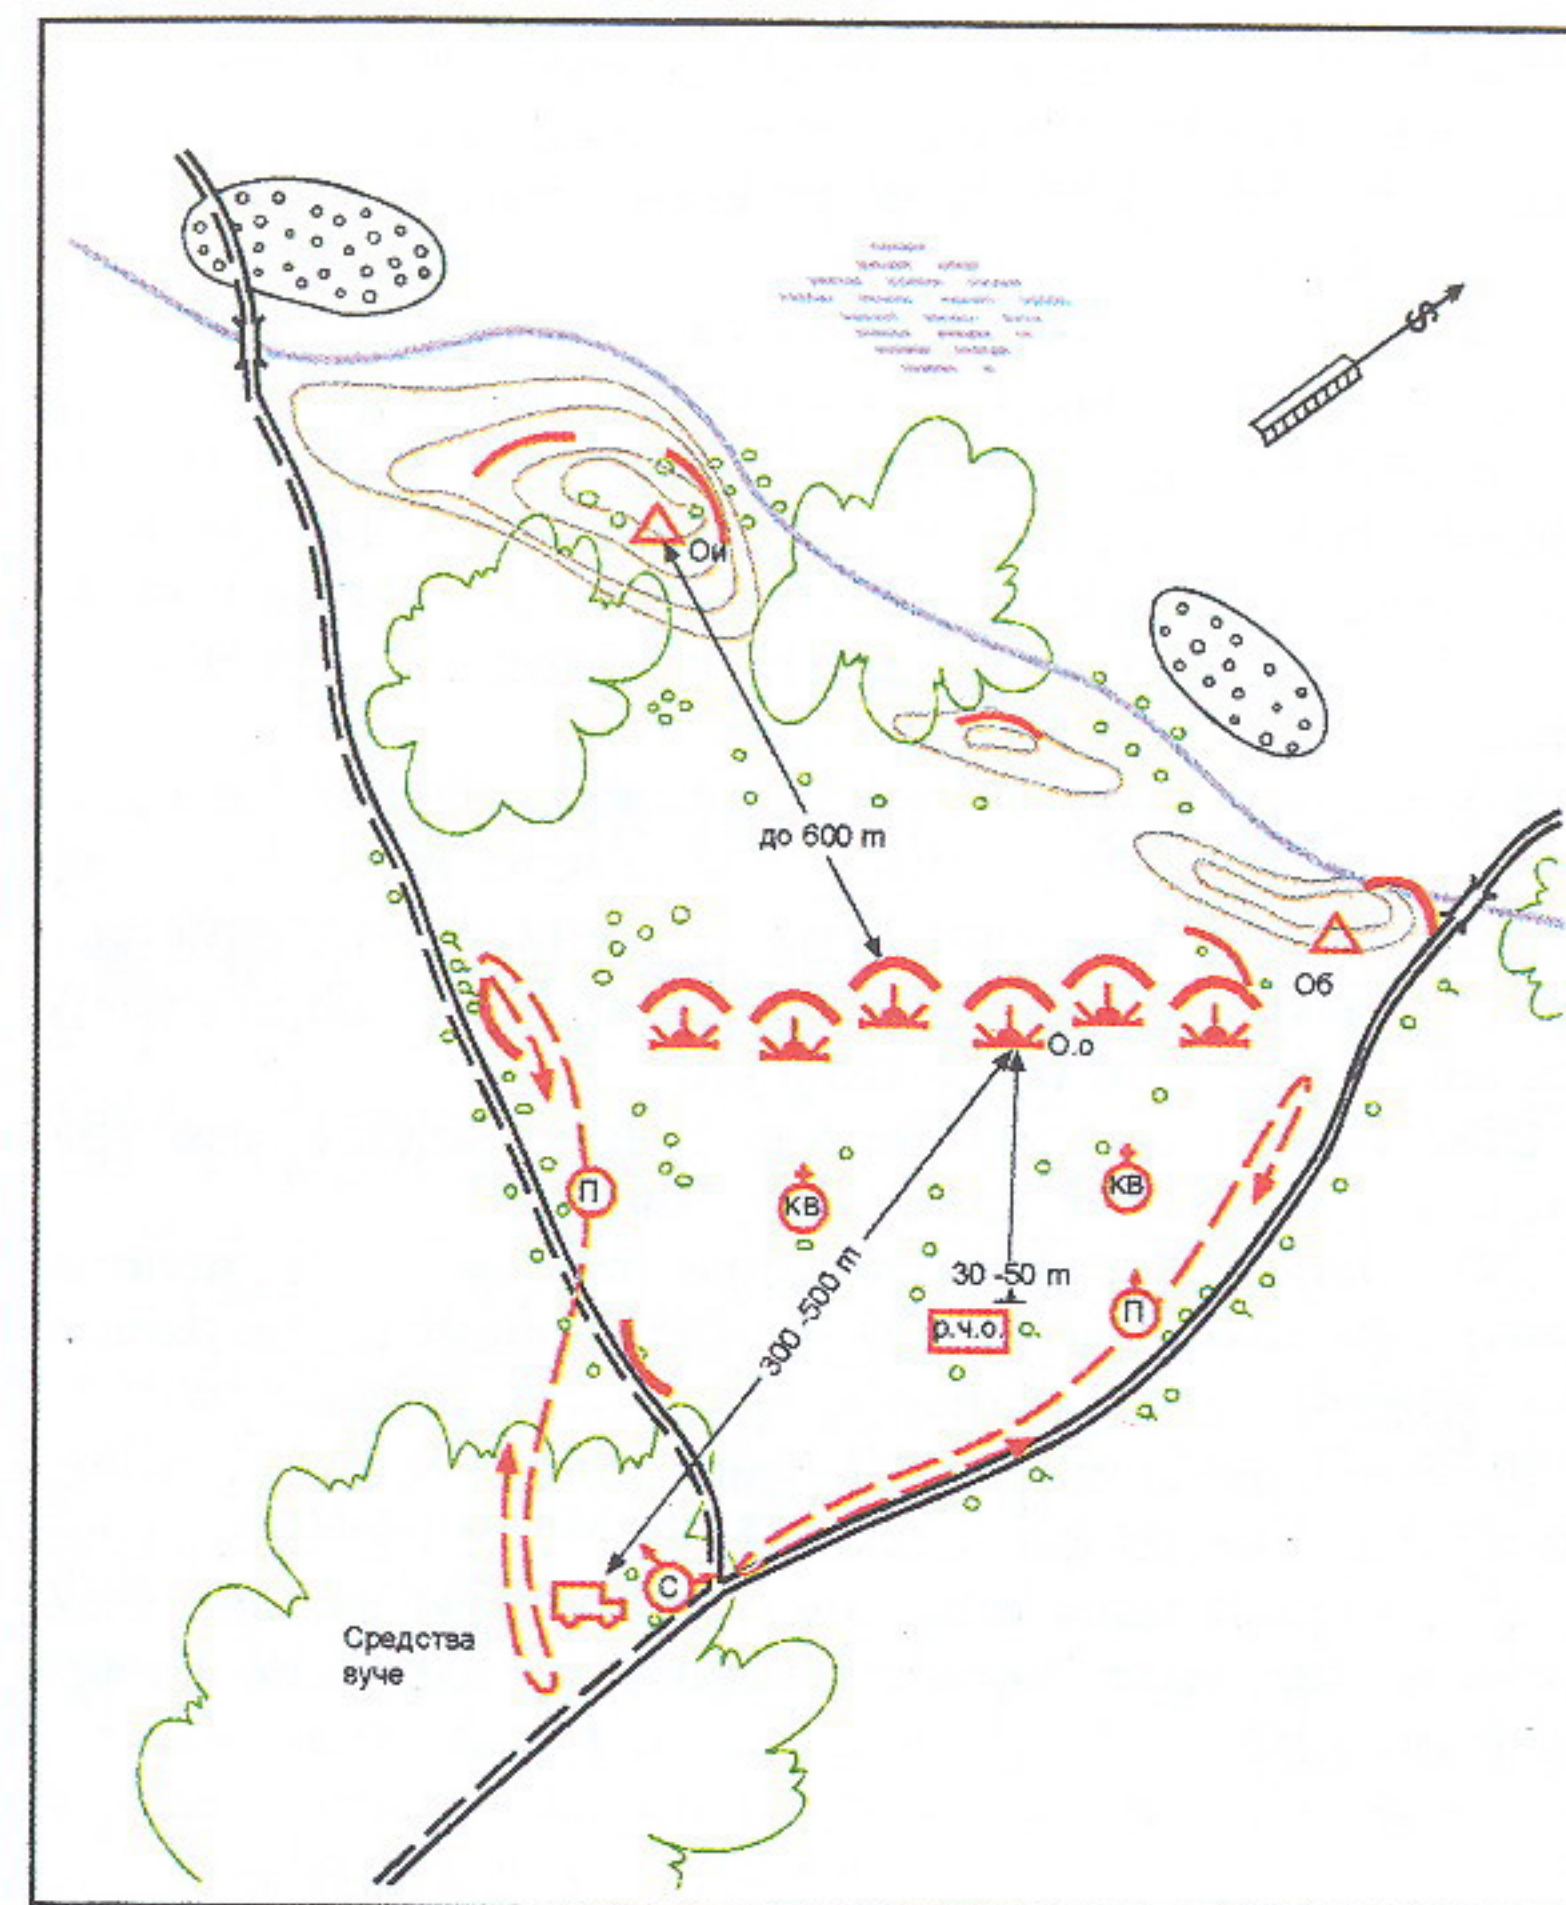 S
Ои
до 600 m
Об
О.о
П
КВ
КВ
30 -50 m
300 -500 m
П
р.ч.о.
С
Средства
вуче